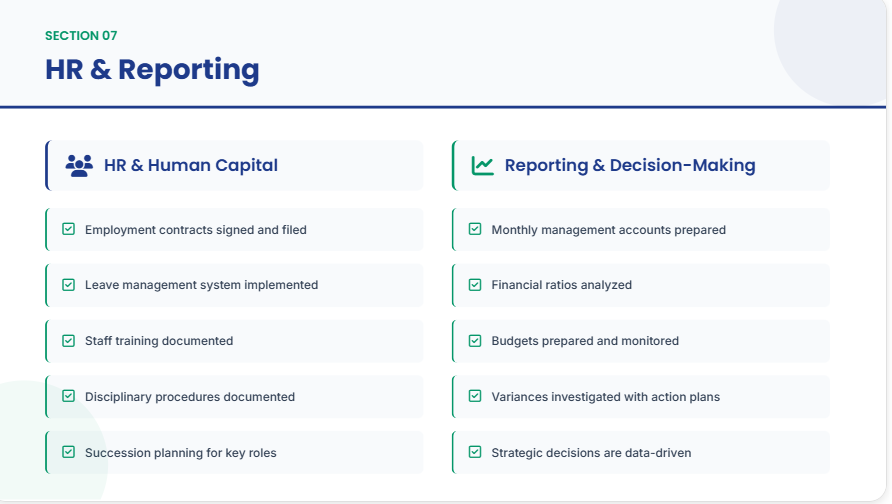 SECTION 07
HR & Reporting
HR & Human Capital
Employment contracts signed and filed
Leave management system implemented
Staff training documented
Disciplinary procedures documented
Succession planning for key roles
Reporting & Decision-Making
Monthly management accounts prepared
Financial ratios analyzed
Budgets prepared and monitored
Variances investigated with action plans
Strategic decisions are data-driven